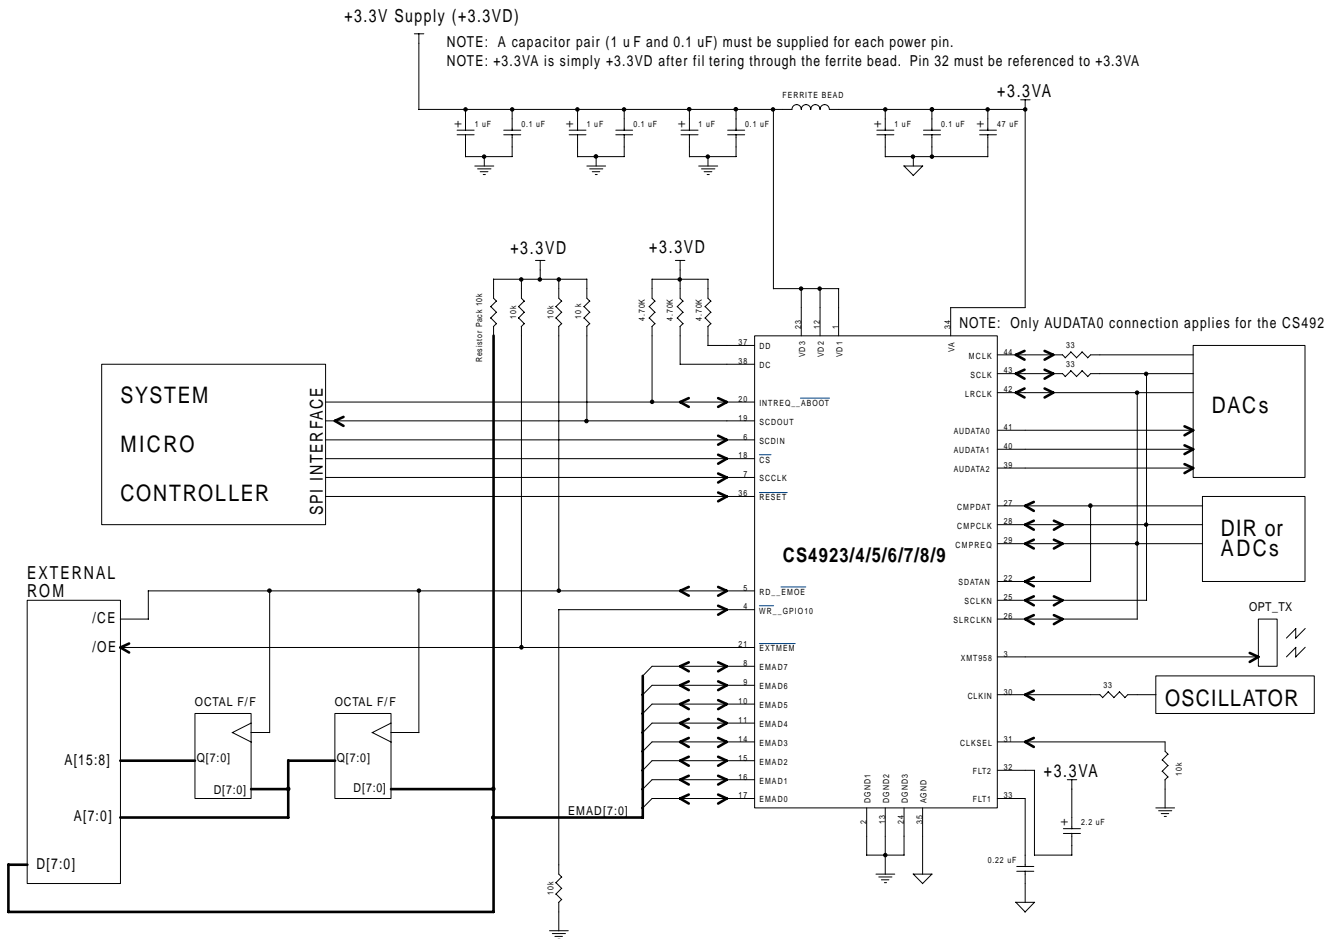 +3.3V Supply (+3.3VD)
NOTE: A capacitor pair (1 u F and 0.1 uF) must be supplied for each power pin.
NOTE: +3.3VA is simply +3.3VD after fil tering through the ferrite bead. Pin 32 must be referenced to +3.3VA
FERRITE BEAD
+3.3VA
+ 1 uF
0.1 uF
+ 1 uF
0.1 uF
+ 1 uF
0.1 uF
+ 1 uF
0.1 uF
+ 47 uF
+3.3VD
+3.3VD
Resistor Pack 10k
10k
10k
10 k
4.70K
4.70K
4.70K
23
12
1
34
VD3
VD2
VD1
VA
NOTE: Only AUDATA0 connection applies for the CS492
37 DD
38 DC
20 INTREQ__ABOOT
19 SCDOUT
6 SCDIN
18 CS
7 SCCLK
36 RESET
5 RD__EMOE
4 WR__GPIO10
21 EXTMEM
8 EMAD7
9 EMAD6
10 EMAD5
11 EMAD4
14 EMAD3
15 EMAD2
16 EMAD1
17 EMAD0
CS4923/4/5/6/7/8/9
MCLK 44
33
SCLK 43
33
LRCLK 42
AUDATA0 41
AUDATA1 40
AUDATA2 39
CMPDAT 27
CMPCLK 28
CMPREQ 29
SDATAN 22
SCLKN 25
SLRCLKN 26
XMT958 3
CLKIN 30
33
CLKSEL 31
FLT2 32
FLT1 33
DGND1
DGND2
DGND3
AGND
2
13
24
35
DACs
DIR or
ADCs
OPT_TX
OSCILLATOR
10k
+3.3VA
+ 2.2 uF
0.22 uF
SYSTEM
MICRO
CONTROLLER
SPI INTERFACE
EXTERNAL
ROM
/CE
/OE
A[15:8]
A[7:0]
D[7:0]
OCTAL F/F
Q[7:0]
D[7:0]
OCTAL F/F
Q[7:0]
D[7:0]
EMAD[7:0]
10k